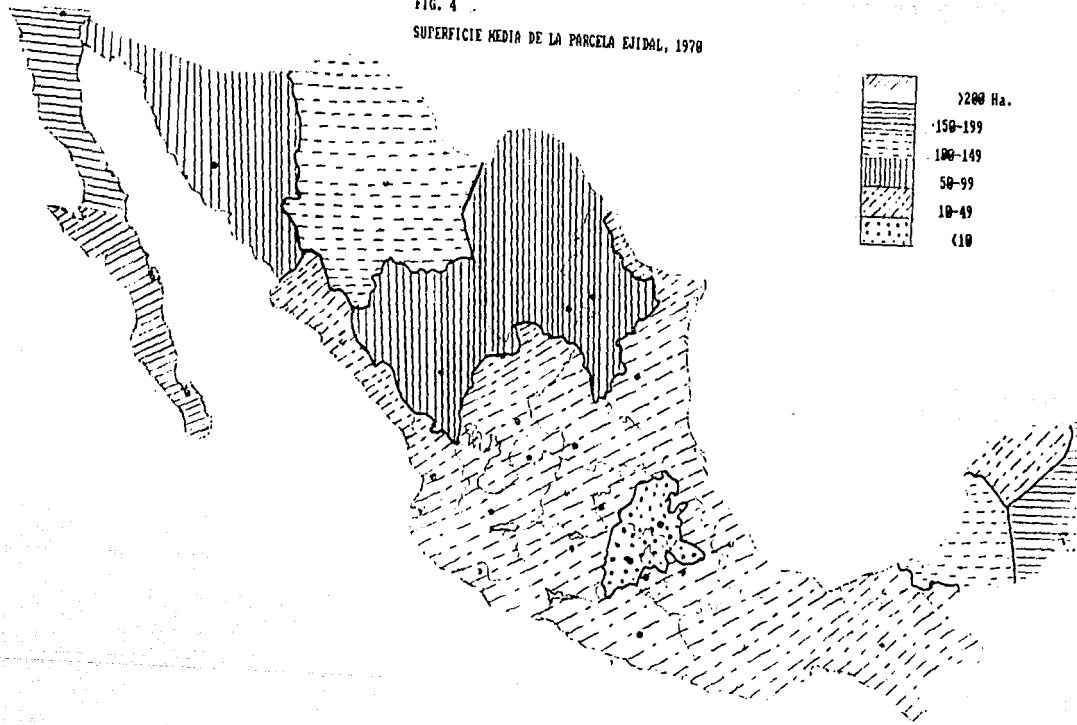 FIG. 4
SUPERFICIE MEDIA DE LA PARCELA EJIDAL, 1970
>200 Ha.
150-199
100-149
50-99
10-49
<10